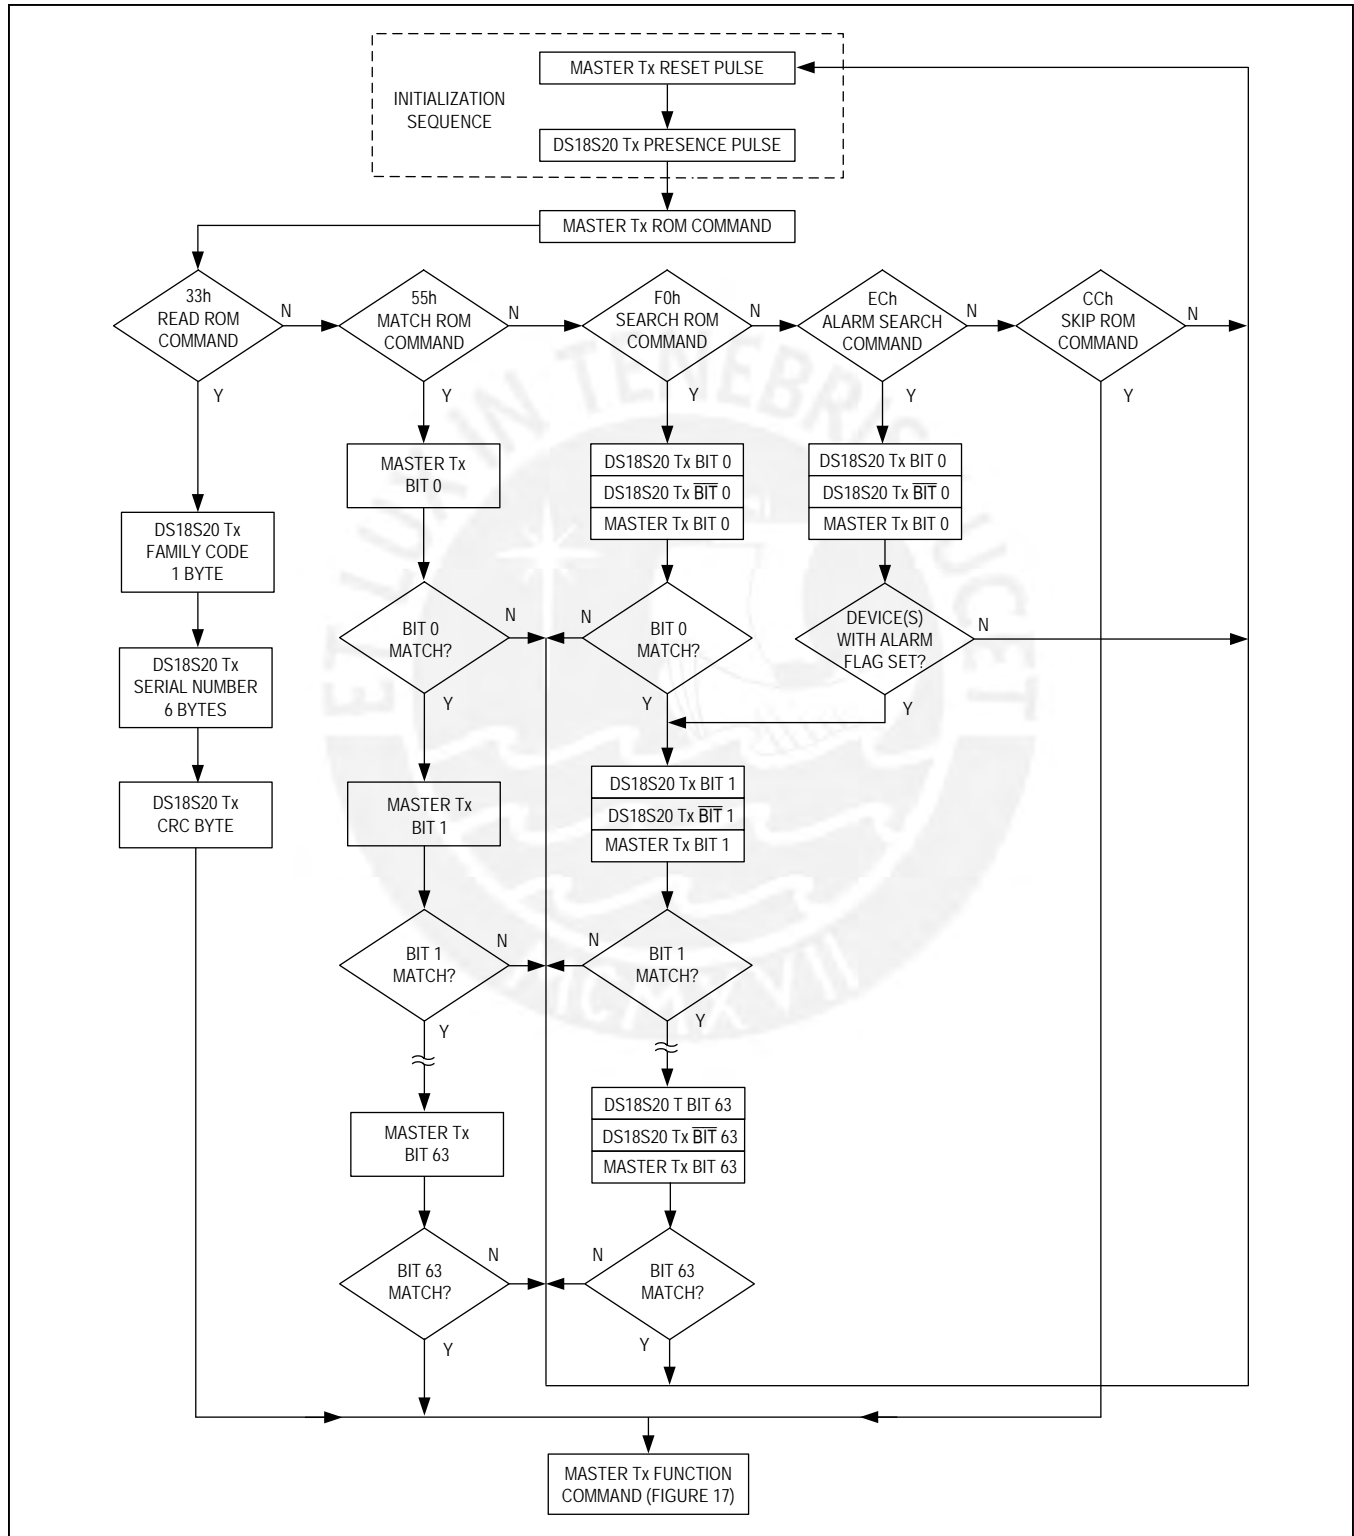 MASTER Tx RESET PULSE
INITIALIZATION
SEQUENCE
DS18S20 Tx PRESENCE PULSE
MASTER Tx ROM COMMAND
33h
READ ROM
COMMAND
N
Y
55h
MATCH ROM
COMMAND
N
Y
F0h
SEARCH ROM
COMMAND
N
Y
ECh
ALARM SEARCH
COMMAND
N
Y
CCh
SKIP ROM
COMMAND
N
Y
DS18S20 Tx
FAMILY CODE
1 BYTE
DS18S20 Tx
SERIAL NUMBER
6 BYTES
DS18S20 Tx
CRC BYTE
MASTER Tx
BIT 0
BIT 0
MATCH?
N
Y
MASTER Tx
BIT 1
BIT 1
MATCH?
N
Y
MASTER Tx
BIT 63
BIT 63
MATCH?
N
Y
DS18S20 Tx BIT 0
DS18S20 Tx B̅I̅T̅ 0
MASTER Tx BIT 0
BIT 0
MATCH?
N
Y
DS18S20 Tx BIT 1
DS18S20 Tx B̅I̅T̅ 1
MASTER Tx BIT 1
BIT 1
MATCH?
N
Y
DS18S20 T BIT 63
DS18S20 Tx B̅I̅T̅ 63
MASTER Tx BIT 63
BIT 63
MATCH?
N
Y
DS18S20 Tx BIT 0
DS18S20 Tx B̅I̅T̅ 0
MASTER Tx BIT 0
DEVICE(S)
WITH ALARM
FLAG SET?
N
Y
MASTER Tx FUNCTION
COMMAND (FIGURE 17)
ET LUX IN TENEBRIS LUCET
MCMXVII